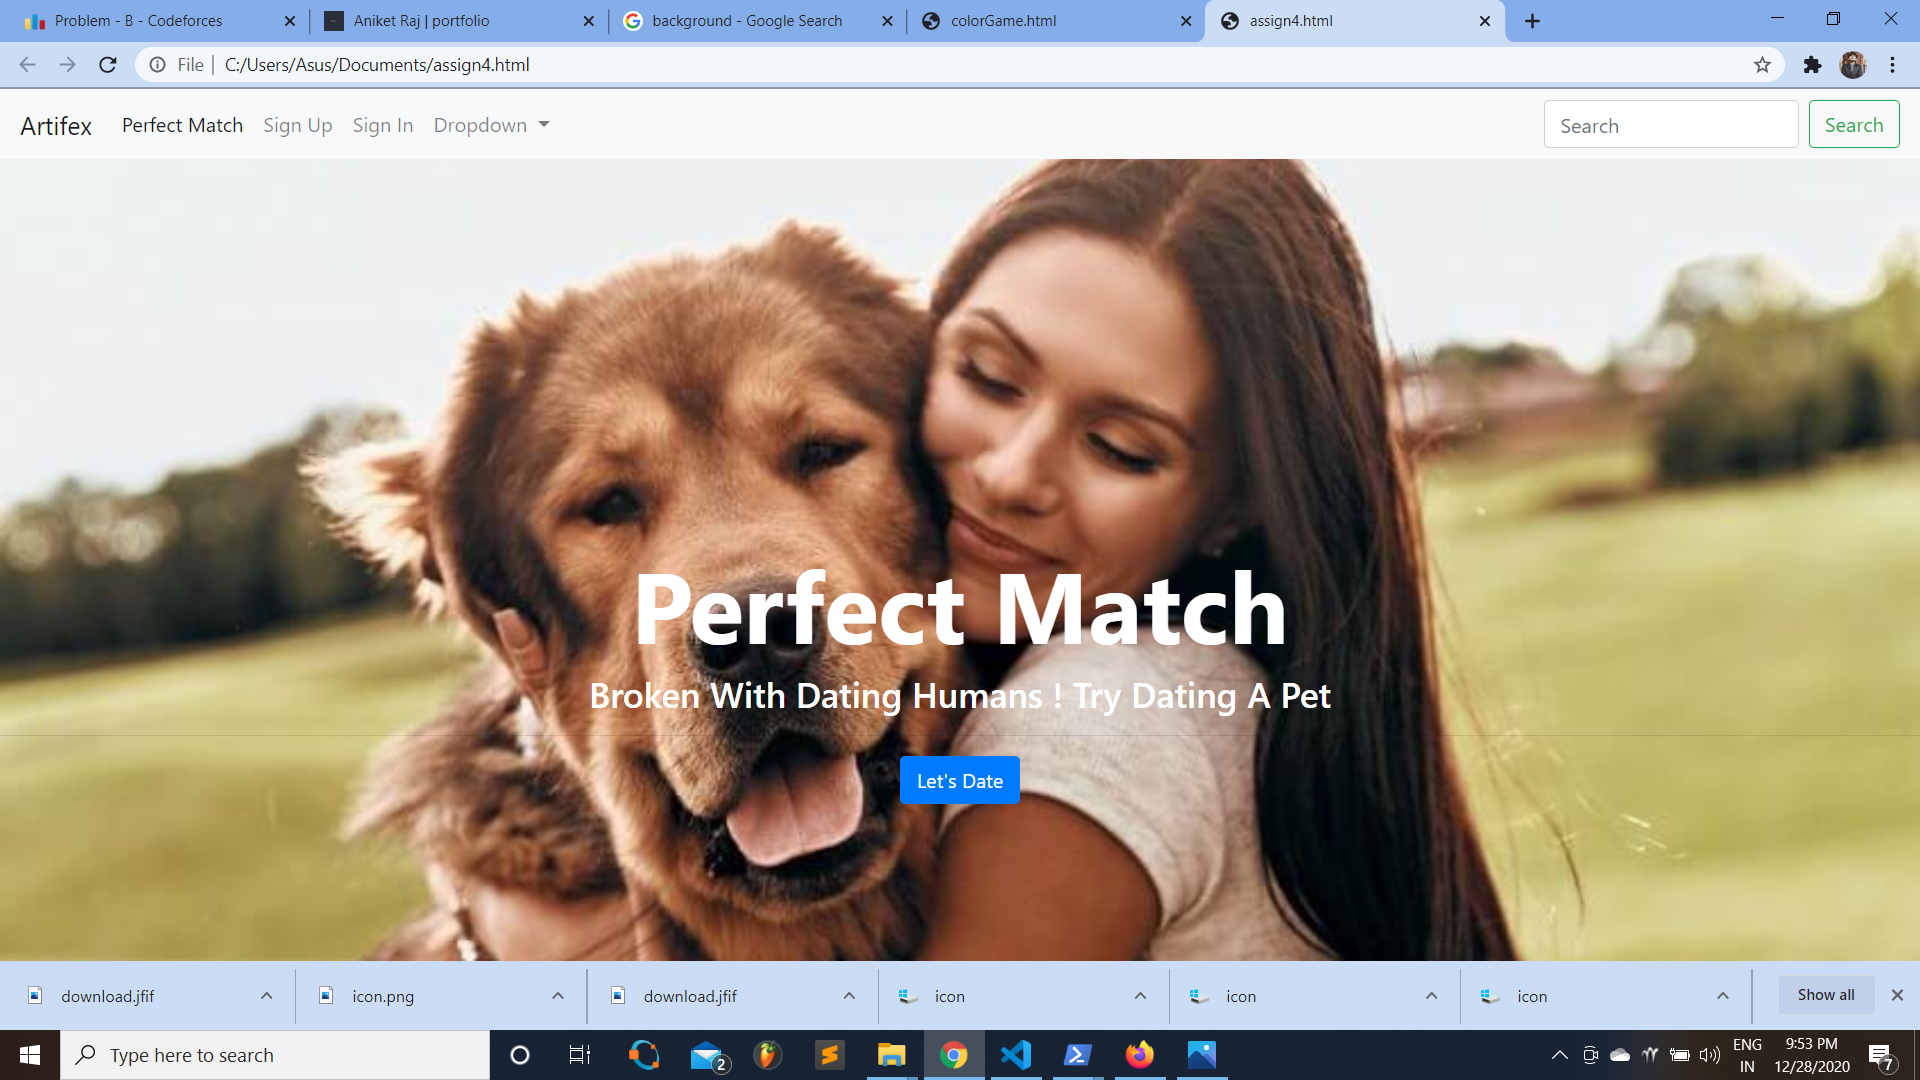 Problem - B - Codeforces
Aniket Raj | portfolio
background - Google Search
colorGame.html
assign4.html
File | C:/Users/Asus/Documents/assign4.html
Artifex Perfect Match Sign Up Sign In Dropdown Search Search
Perfect Match
Broken With Dating Humans ! Try Dating A Pet
Let's Date
download.jfif
icon.png
download.jfif
icon
icon
icon
Show all
Type here to search
2
ENG
IN
9:53 PM
12/28/2020
7